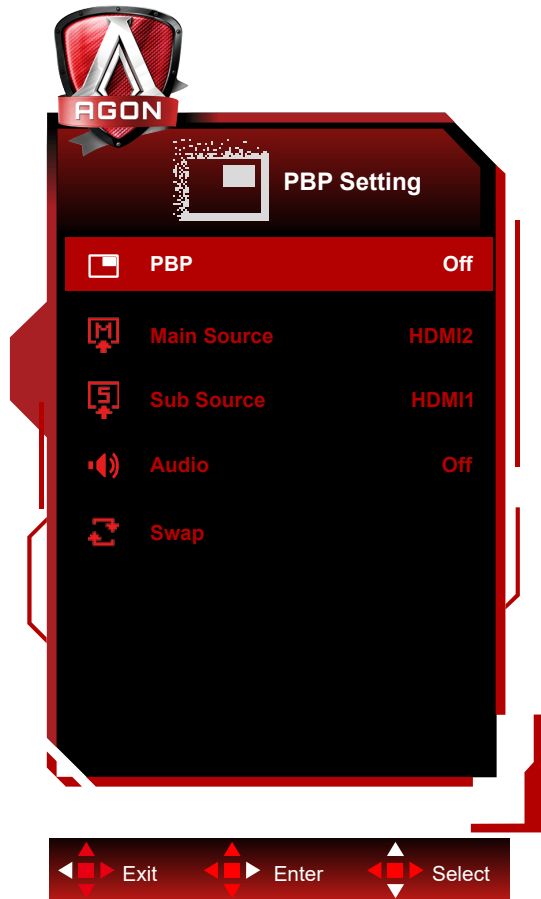 AGON
PBP Setting
PBP Off
Main Source HDMI2
Sub Source HDMI1
Audio Off
Swap
Exit Enter Select